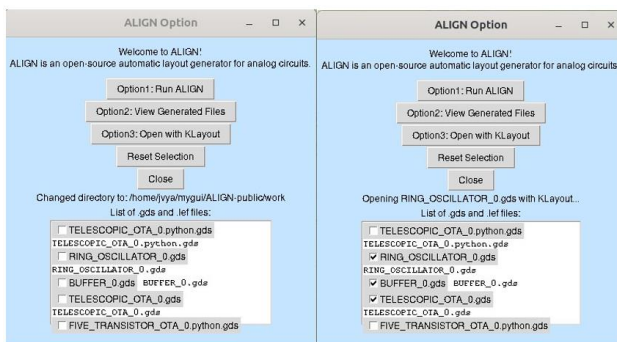 ALIGN Option
Welcome to ALIGN!
ALIGN is an open-source automatic layout generator for analog circuits.
Option1: Run ALIGN
Option2: View Generated Files
Option3: Open with KLayout
Reset Selection
Close
Changed directory to: /home/jvya/mygui/ALIGN-public/work
List of .gds and .lef files:
TELESCOPIC_OTA_0.python.gds
TELESCOPIC_OTA_0.python.gds
RING_OSCILLATOR_0.gds
RING_OSCILLATOR_0.gds
BUFFER_0.gds BUFFER_0.gds
TELESCOPIC_OTA_0.gds
TELESCOPIC_OTA_0.gds
FIVE_TRANSISTOR_OTA_0.python.gds
ALIGN Option
Welcome to ALIGN!
ALIGN is an open-source automatic layout generator for analog circuits
Option1: Run ALIGN
Option2: View Generated Files
Option3: Open with KLayout
Reset Selection
Close
Opening RING_OSCILLATOR_0.gds with KLayout...
List of .gds and .lef files:
TELESCOPIC_OTA_0.python.gds
TELESCOPIC_OTA_0.python.gds
RING_OSCILLATOR_0.gds
RING_OSCILLATOR_0.gds
BUFFER_0.gds BUFFER_0.gds
TELESCOPIC_OTA_0.gds
TELESCOPIC_OTA_0.gds
FIVE_TRANSISTOR_OTA_0.python.gds